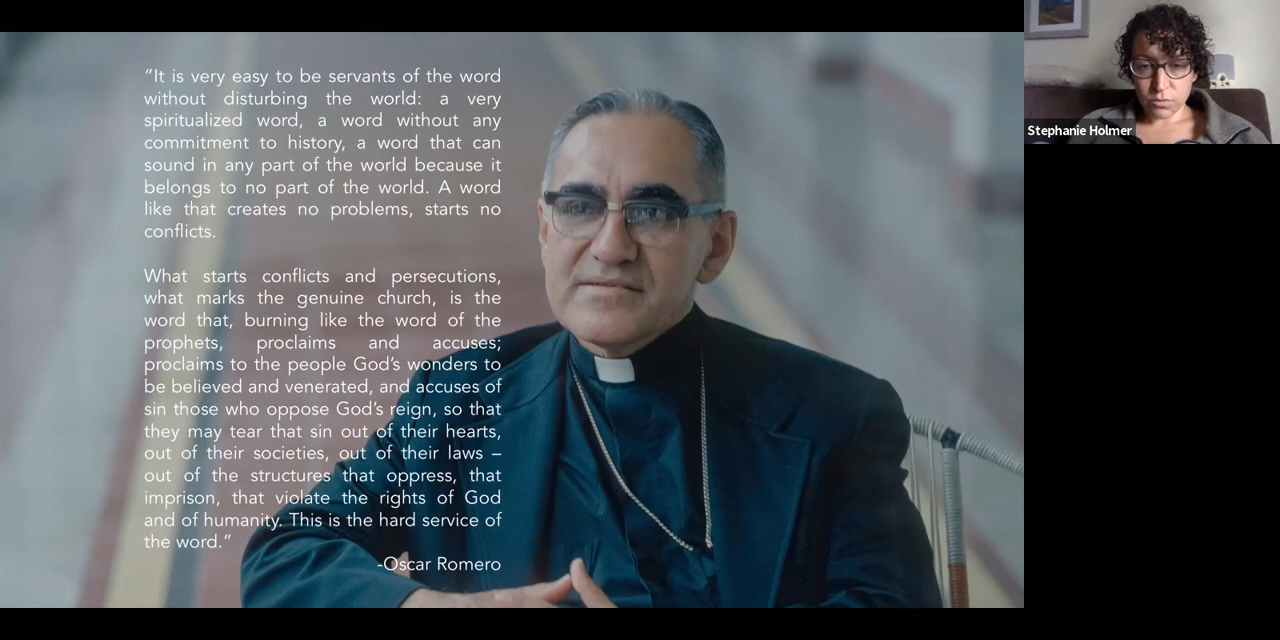 “It is very easy to be servants of the word
without disturbing the world: a very
spiritualized word, a word without any
commitment to history, a word that can
sound in any part of the world because it
belongs to no part of the world. A word
like that creates no problems, starts no
conflicts.
What starts conflicts and persecutions,
what marks the genuine church, is the
word that, burning like the word of the
prophets, proclaims and accuses;
proclaims to the people God’s wonders to
be believed and venerated, and accuses of
sin those who oppose God’s reign, so that
they may tear that sin out of their hearts,
out of their societies, out of their laws –
out of the structures that oppress, that
imprison, that violate the rights of God
and of humanity. This is the hard service of
the word.”
-Oscar Romero
Stephanie Holmer